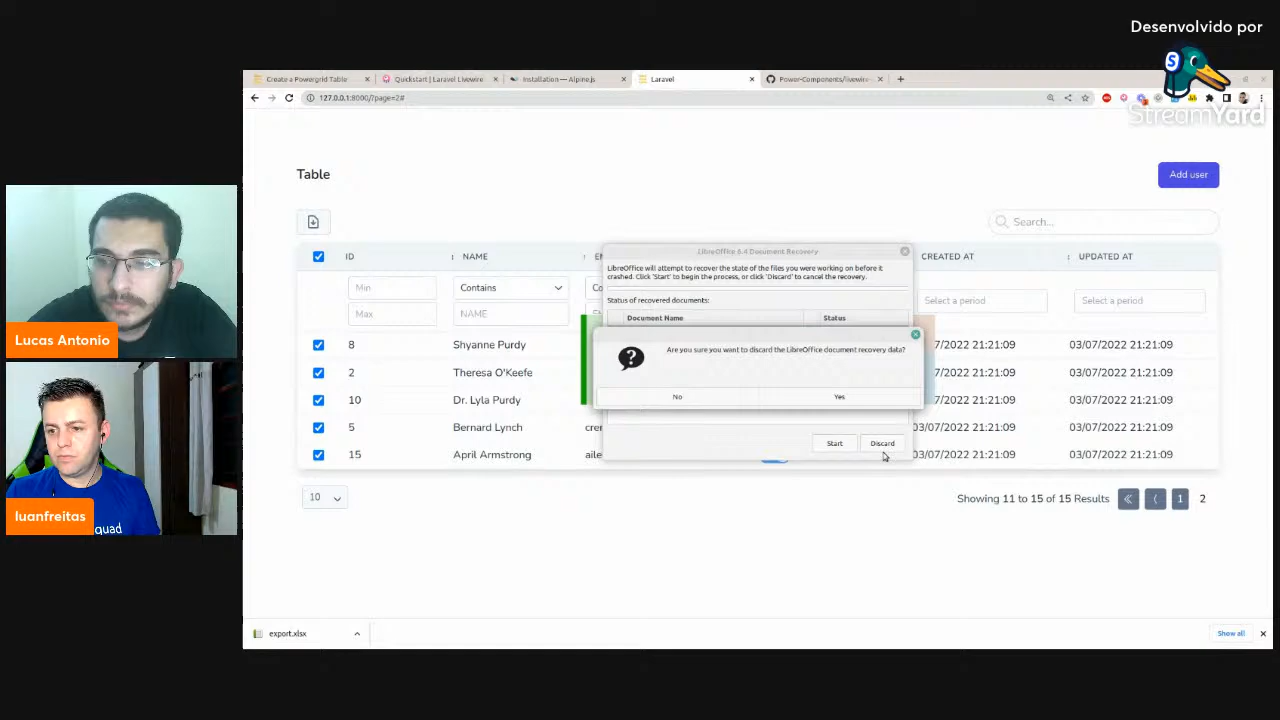 Desenvolvido por
StreamYard
Create a Powergrid Table
Quickstart | Laravel Livewire
Installation — Alpine.js
Laravel
Power-Components/livewire-
127.0.0.1:8000/?page=2#
Table
Add user
Search...
ID
NAME
CREATED AT
UPDATED AT
Min
Contains
Max
NAME
Select a period
Select a period
8 Shyanne Purdy
2 Theresa O'Keefe
10 Dr. Lyla Purdy
5 Bernard Lynch
15 April Armstrong
/07/2022 21:21:09 03/07/2022 21:21:09
/07/2022 21:21:09 03/07/2022 21:21:09
03/07/2022 21:21:09 03/07/2022 21:21:09
03/07/2022 21:21:09 03/07/2022 21:21:09
03/07/2022 21:21:09 03/07/2022 21:21:09
LibreOffice 6.4 Document Recovery
LibreOffice will attempt to recover the state of the files you were working on before it
crashed. Click 'Start' to begin the process, or click 'Discard' to cancel the recovery.
Status of recovered documents:
Document Name Status
Are you sure you want to discard the LibreOffice document recovery data?
No Yes
Start Discard
10
Showing 11 to 15 of 15 Results
1 2
export.xlsx
Show all
Lucas Antonio
luanfreitas
quad